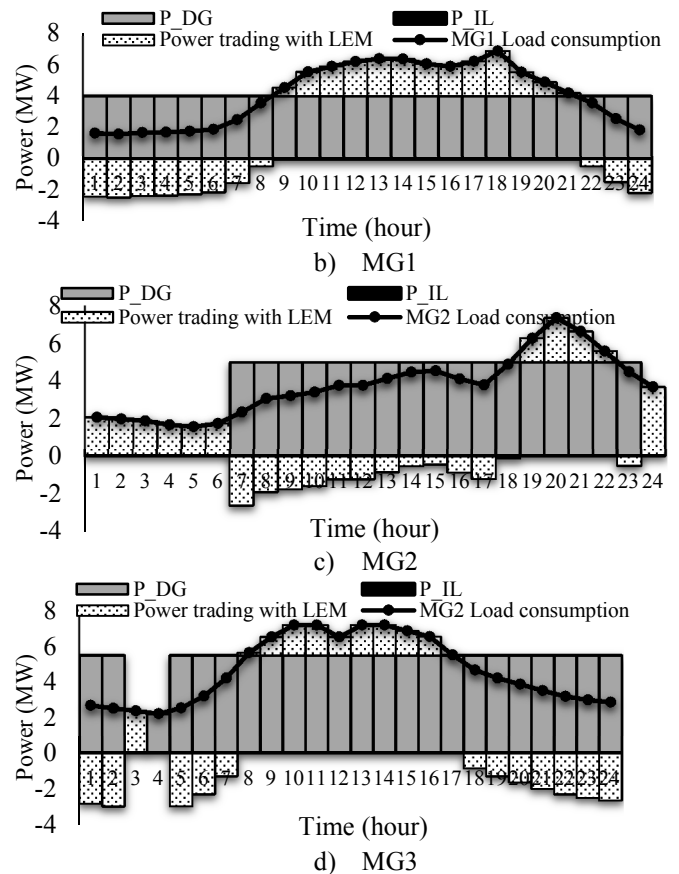 P_DG P_IL
8
Power trading with LEM MG1 Load consumption
6
4
2
0
-2
-4
Power (MW)
1 2 3 4 5 6 7 8 9 10 11 12 13 14 15 16 17 18 19 20 21 22 23 24
Time (hour)
b) MG1
P_DG P_IL
8
Power trading with LEM MG2 Load consumption
6
4
2
0
-2
-4
Power (MW)
1 2 3 4 5 6 7 8 9 10 11 12 13 14 15 16 17 18 19 20 21 22 23 24
Time (hour)
c) MG2
P_DG P_IL
8
Power trading with LEM MG2 Load consumption
6
4
2
0
-2
-4
Power (MW)
1 2 3 4 5 6 7 8 9 10 11 12 13 14 15 16 17 18 19 20 21 22 23 24
Time (hour)
d) MG3